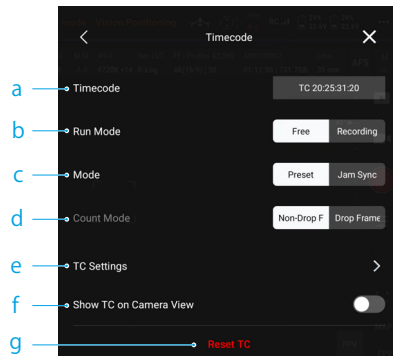 Timecode
a Timecode TC 20:25:31:20
b Run Mode Free Recording
c Mode Preset Jam Sync
d Count Mode Non-Drop F Drop Frame
e TC Settings
f Show TC on Camera View
g Reset TC